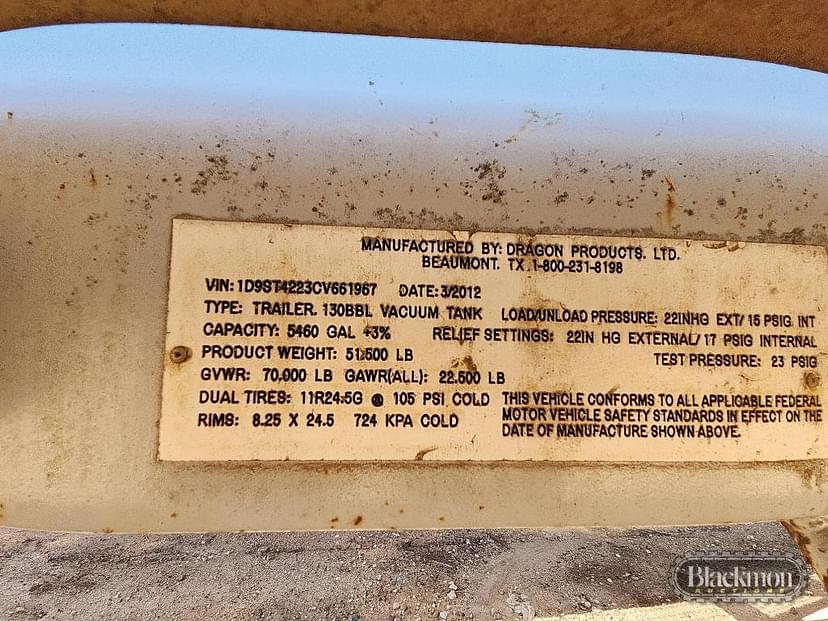 MANUFACTURED BY: DRAGON PRODUCTS. LTD.
BEAUMONT. TX. 1-800-231-8198
VIN: 1D9ST4223CV661967 DATE: 3/2012
TYPE: TRAILER. 130BBL VACUUM TANK LOAD/UNLOAD PRESSURE: 22INHG EXT/ 15 PSIG INT
CAPACITY: 5460 GAL +3% RELIEF SETTINGS: 22IN HG EXTERNAL/ 17 PSIG INTERNAL
PRODUCT WEIGHT: 51.500 LB TEST PRESSURE: 23 PSIG
GVWR: 70.000 LB GAWR(ALL): 22.500 LB
DUAL TIRES: 11R24.5G @ 105 PSI COLD
RIMS: 8.25 X 24.5 724 KPA COLD
THIS VEHICLE CONFORMS TO ALL APPLICABLE FEDERAL
MOTOR VEHICLE SAFETY STANDARDS IN EFFECT ON THE
DATE OF MANUFACTURE SHOWN ABOVE.
Blackmon
AUCTIONS